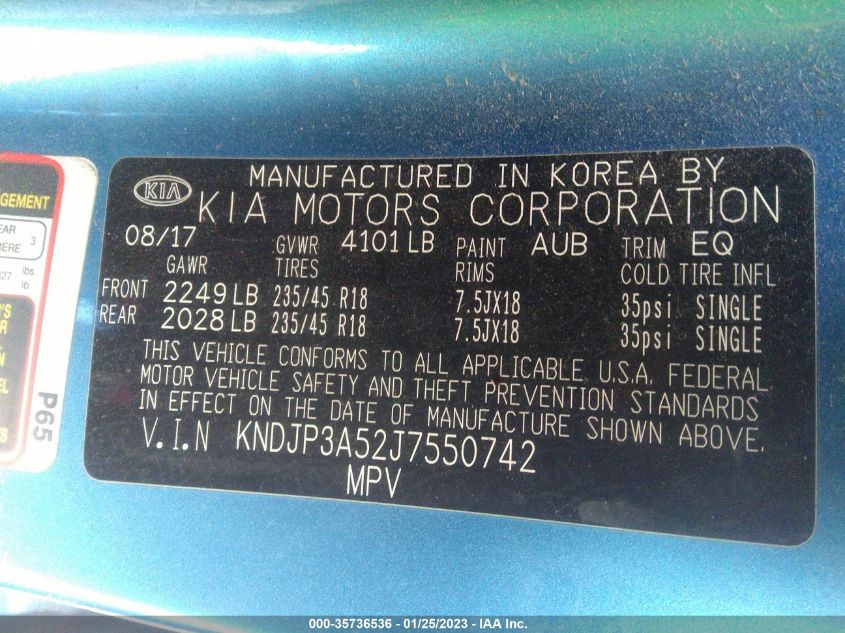 MANUFACTURED IN KOREA BY
KIA KIA MOTORS CORPORATION
08/17 GVWR 4101 LB PAINT AUB TRIM EQ
GAWR TIRES RIMS COLD TIRE INFL
FRONT 2249 LB 235/45 R18 7.5JX18 35psi SINGLE
REAR 2028 LB 235/45 R18 7.5JX18 35psi SINGLE
THIS VEHICLE CONFORMS TO ALL APPLICABLE U.S.A. FEDERAL
MOTOR VEHICLE SAFETY AND THEFT PREVENTION STANDARDS
IN EFFECT ON THE DATE OF MANUFACTURE SHOWN ABOVE.
V.I.N KNDJP3A52J7550742
MPV
P65
000-35736536 - 01/25/2023 - IAA Inc.